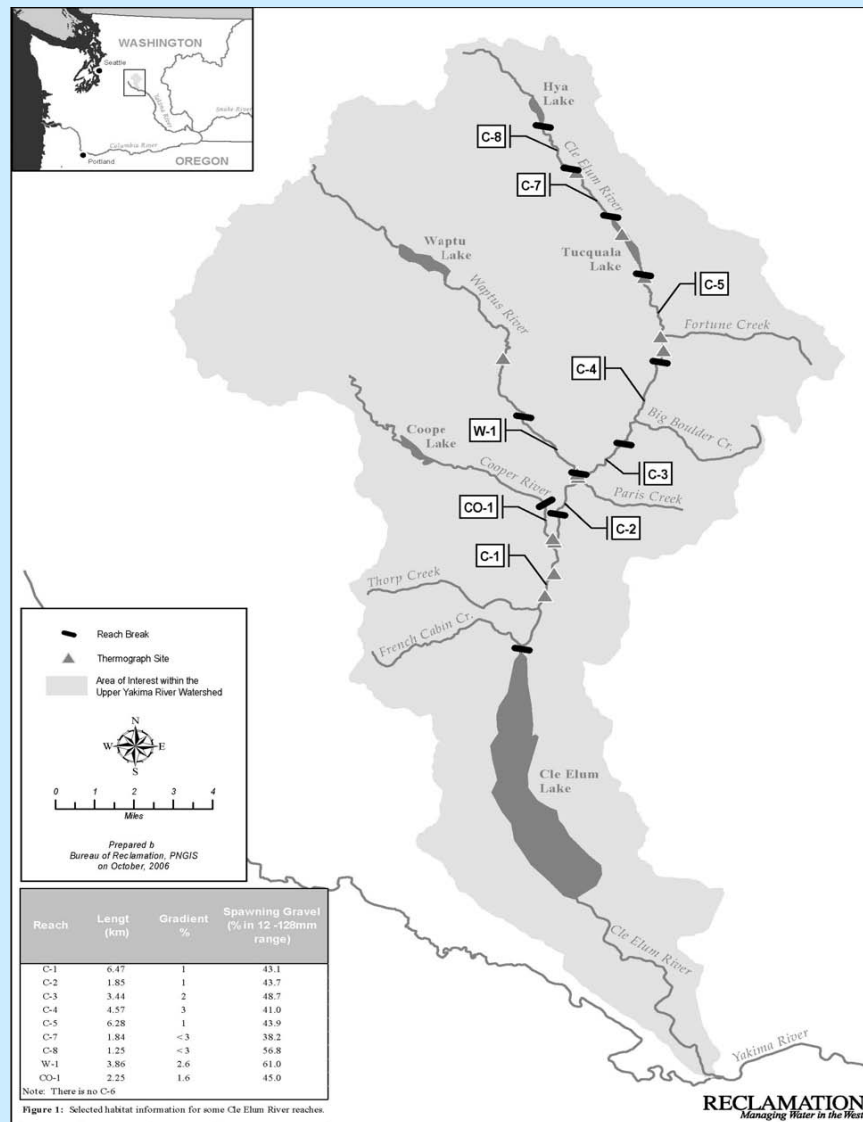 WASHINGTON
Seattle
Yakima River
Snake River
Columbia River
Portland
OREGON
Hya
Lake
C-8
Cle Elum River
C-7
Waptu
Lake
Tucquala
Lake
C-5
Waptus River
Fortune Creek
C-4
Big Boulder Cr.
W-1
Coope
Lake
C-3
Cooper River
Paris Creek
CO-1
C-2
C-1
Thorp Creek
French Cabin Cr.
Reach Break
Thermograph Site
Area of Interest within the
Upper Yakima River Watershed
N
W E
S
0 1 2 3 4
Miles
Prepared b
Bureau of Reclamation, PNGIS
on October, 2006
Cle Elum
Lake
Cle Elum River
Yakima River
Reach Lengt (km) Gradient % Spawning Gravel (% in 12 -128mm range)
C-1 6.47 1 43.1
C-2 1.85 1 43.7
C-3 3.44 2 48.7
C-4 4.57 3 41.0
C-5 6.28 1 43.9
C-7 1.84 <3 38.2
C-8 1.25 <3 56.8
W-1 3.86 2.6 61.0
CO-1 2.25 1.6 45.0
Note: There is no C-6
Figure 1: Selected habitat information for some Cle Elum River reaches.
RECLAMATION
Managing Water in the West